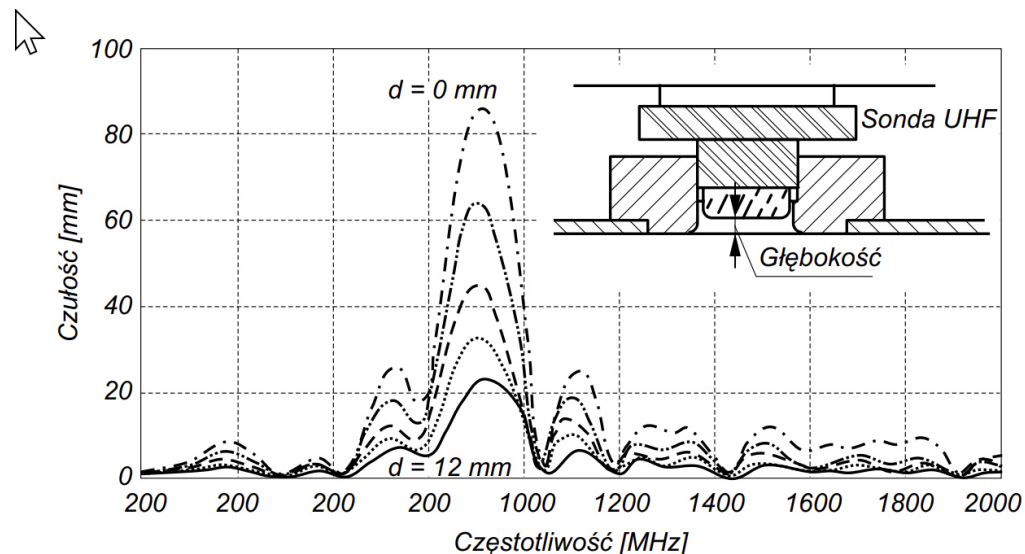 100
80
60
40
20
0
Czułość [mm]
d = 0 mm
d = 12 mm
Sonda UHF
Głębokość
200 200 200 200 1000 1200 1400 1600 1800 2000
Częstotliwość [MHz]